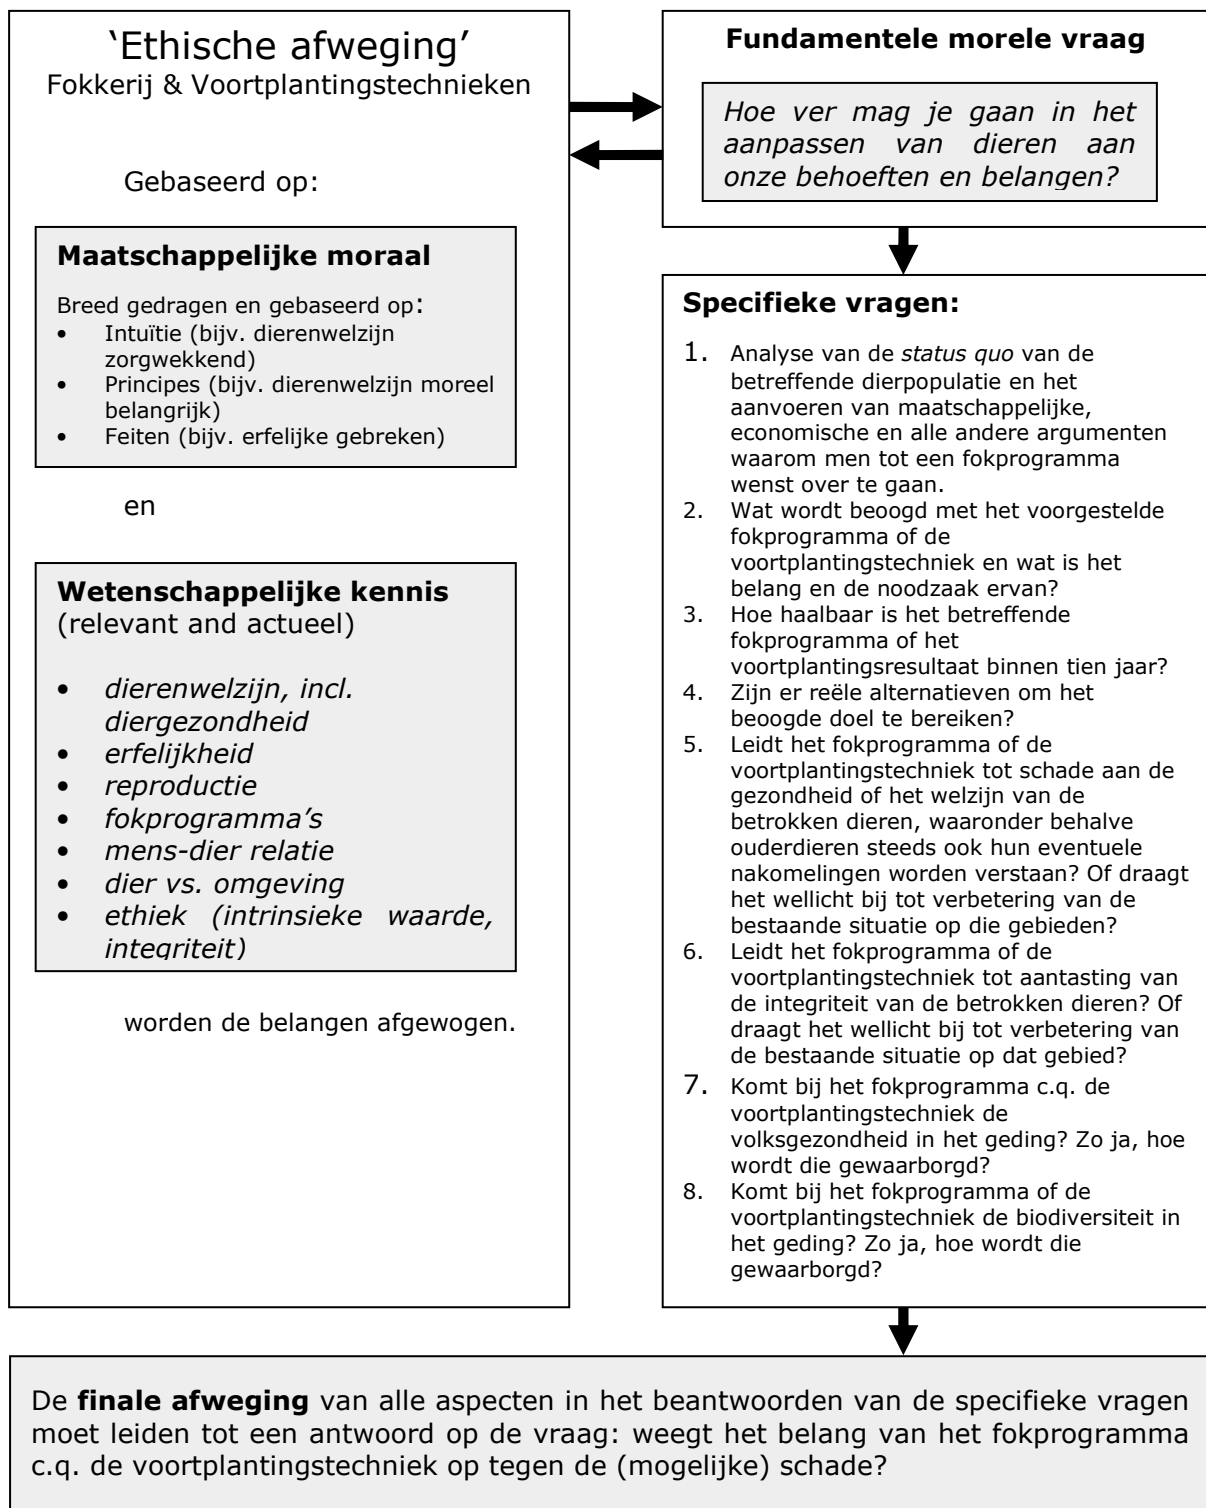 ‘Ethische afweging’
Fokkerij & Voortplantingstechnieken
Gebaseerd op:
Maatschappelijke moraal
Breed gedragen en gebaseerd op:
• Intuïtie (bijv. dierenwelzijn
zorgwekkend)
• Principes (bijv. dierenwelzijn moreel
belangrijk)
• Feiten (bijv. erfelijke gebreken)
en
Wetenschappelijke kennis
(relevant and actueel)
• dierenwelzijn, incl.
diergezondheid
• erfelijkheid
• reproductie
• fokprogramma’s
• mens-dier relatie
• dier vs. omgeving
• ethiek (intrinsieke waarde,
integriteit)
worden de belangen afgewogen.
Fundamentele morele vraag
Hoe ver mag je gaan in het
aanpassen van dieren aan
onze behoeften en belangen?
Specifieke vragen:
1. Analyse van de status quo van de
betreffende dierpopulatie en het
aanvoeren van maatschappelijke,
economische en alle andere argumenten
waarom men tot een fokprogramma
wenst over te gaan.
2. Wat wordt beoogd met het voorgestelde
fokprogramma of de
voortplantingstechniek en wat is het
belang en de noodzaak ervan?
3. Hoe haalbaar is het betreffende
fokprogramma of het
voortplantingsresultaat binnen tien jaar?
4. Zijn er reële alternatieven om het
beoogde doel te bereiken?
5. Leidt het fokprogramma of de
voortplantingstechniek tot schade aan de
gezondheid of het welzijn van de
betrokken dieren, waaronder behalve
ouderdieren steeds ook hun eventuele
nakomelingen worden verstaan? Of draagt
het wellicht bij tot verbetering van de
bestaande situatie op die gebieden?
6. Leidt het fokprogramma of de
voortplantingstechniek tot aantasting van
de integriteit van de betrokken dieren? Of
draagt het wellicht bij tot verbetering van
de bestaande situatie op dat gebied?
7. Komt bij het fokprogramma c.q. de
voortplantingstechniek de
volksgezondheid in het geding? Zo ja, hoe
wordt die gewaarborgd?
8. Komt bij het fokprogramma of de
voortplantingstechniek de biodiversiteit in
het geding? Zo ja, hoe wordt die
gewaarborgd?
De finale afweging van alle aspecten in het beantwoorden van de specifieke vragen
moet leiden tot een antwoord op de vraag: weegt het belang van het fokprogramma
c.q. de voortplantingstechniek op tegen de (mogelijke) schade?